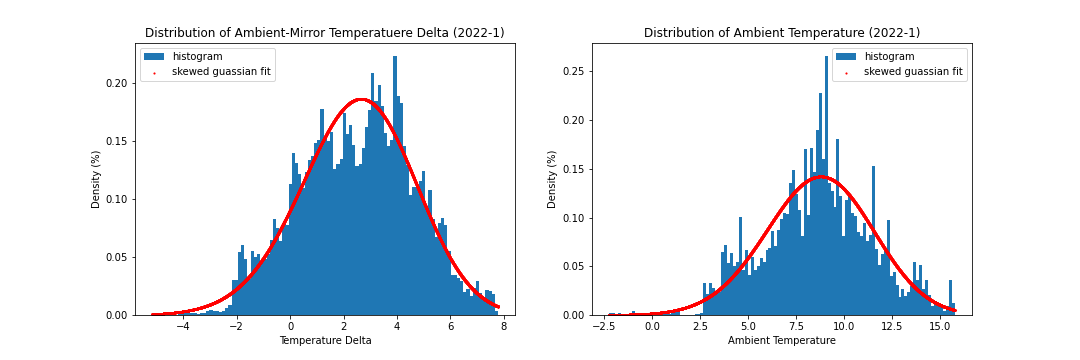 Distribution of Ambient-Mirror Temperatuere Delta (2022-1)
histogram
skewed guassian fit
0.20
0.15
0.10
0.05
0.00
Density (%)
−4
−2
0
2
4
6
8
Temperature Delta
Distribution of Ambient Temperature (2022-1)
histogram
skewed guassian fit
0.25
0.20
0.15
0.10
0.05
0.00
Density (%)
−2.5
0.0
2.5
5.0
7.5
10.0
12.5
15.0
Ambient Temperature